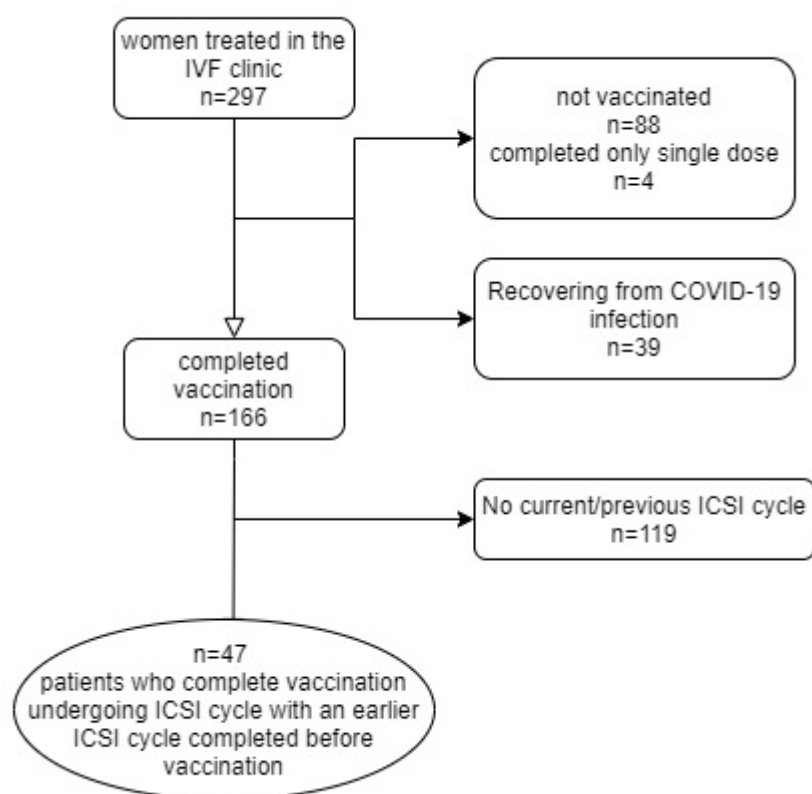 women treated in the
IVF clinic
n=297
not vaccinated
n=88
completed only single dose
n=4
Recovering from COVID-19
infection
n=39
completed
vaccination
n=166
No current/previous ICSI cycle
n=119
n=47
patients who complete vaccination
undergoing ICSI cycle with an earlier
ICSI cycle completed before
vaccination